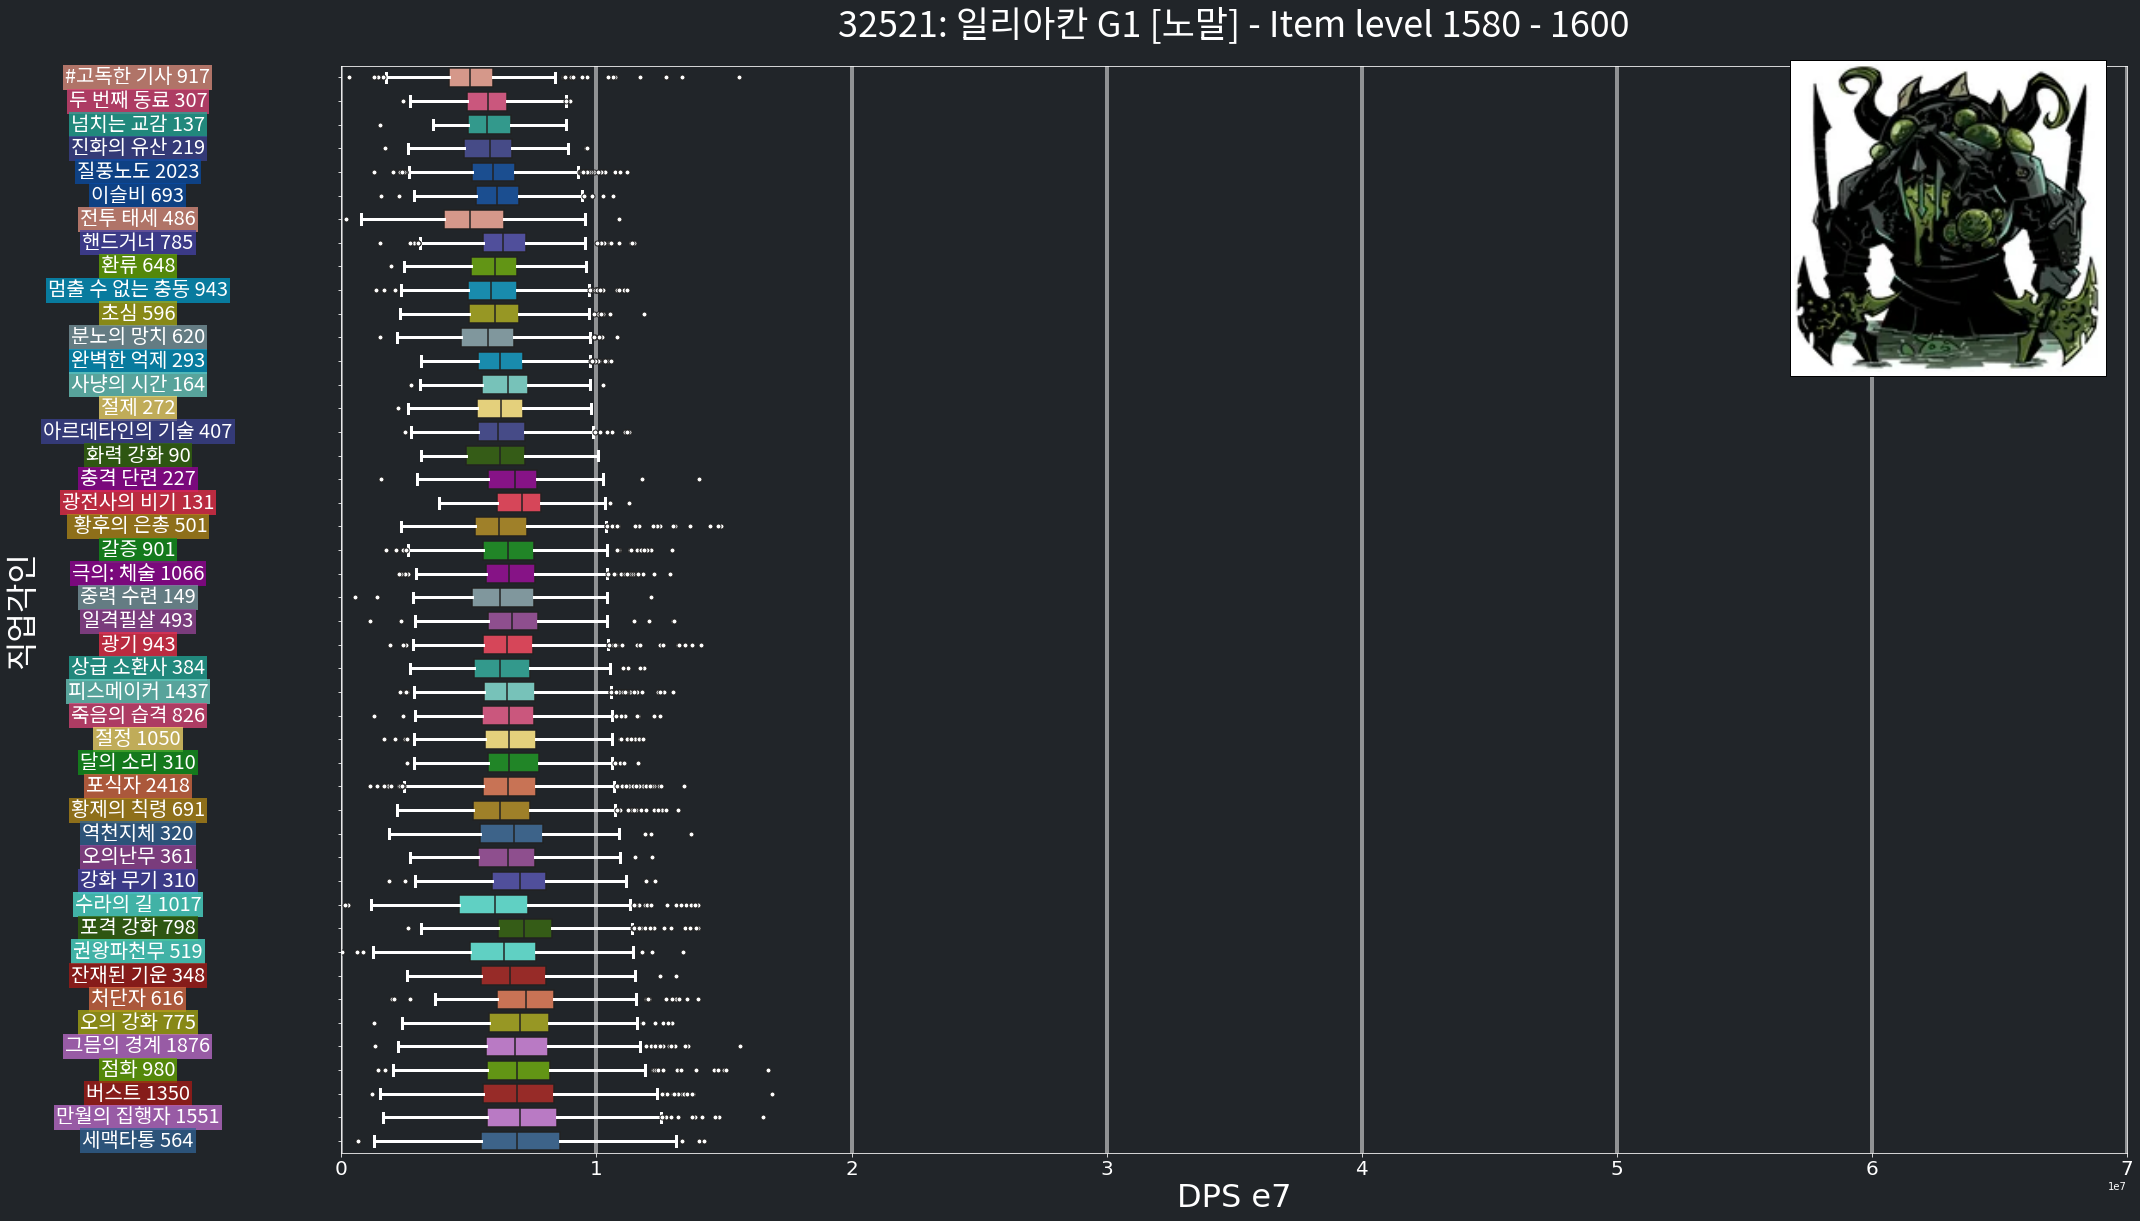 32521: 일리아칸 G1 [노말] - Item level 1580 - 1600
직업각인
#고독한 기사 917
두 번째 동료 307
넘치는 교감 137
진화의 유산 219
질풍노도 2023
이슬비 693
전투 태세 486
핸드거너 785
환류 648
멈출 수 없는 충동 943
초심 596
분노의 망치 620
완벽한 억제 293
사냥의 시간 164
절제 272
아르데타인의 기술 407
화력 강화 90
충격 단련 227
광전사의 비기 131
황후의 은총 501
갈증 901
극의: 체술 1066
중력 수련 149
일격필살 493
광기 943
상급 소환사 384
피스메이커 1437
죽음의 습격 826
절정 1050
달의 소리 310
포식자 2418
황제의 칙령 691
역천지체 320
오의난무 361
강화 무기 310
수라의 길 1017
포격 강화 798
권왕파천무 519
잔재된 기운 348
처단자 616
오의 강화 775
그믐의 경계 1876
점화 980
버스트 1350
만월의 집행자 1551
세맥타통 564
0 1 2 3 4 5 6 7
1e7
DPS e7